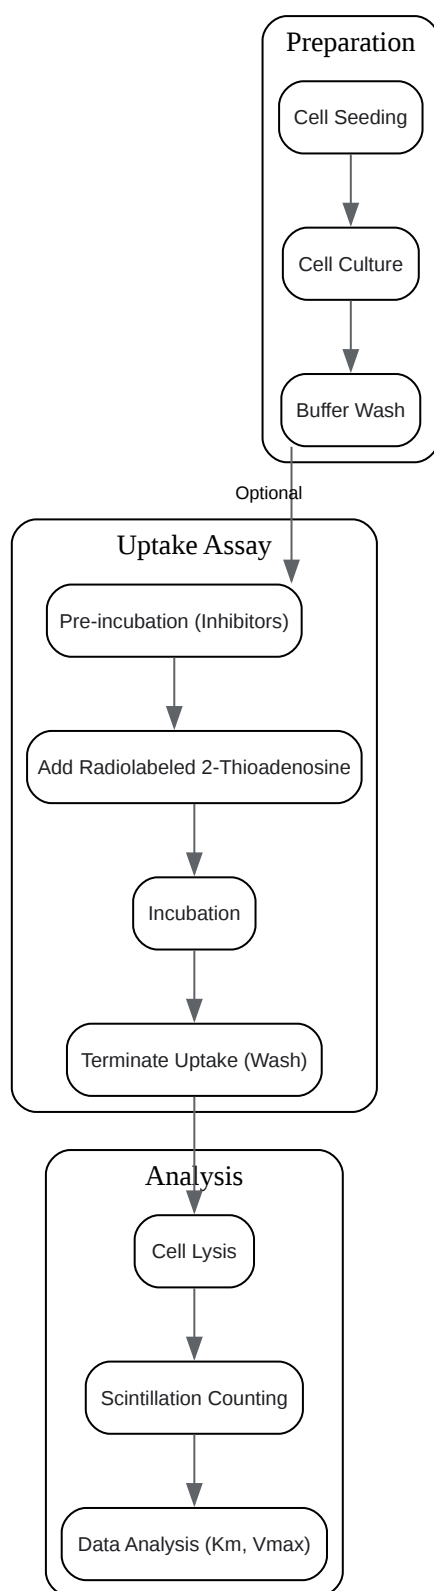 Preparation
Cell Seeding
Cell Culture
Buffer Wash
Optional
Uptake Assay
Pre-incubation (Inhibitors)
Add Radiolabeled 2-Thioadenosine
Incubation
Terminate Uptake (Wash)
Analysis
Cell Lysis
Scintillation Counting
Data Analysis (Km, Vmax)